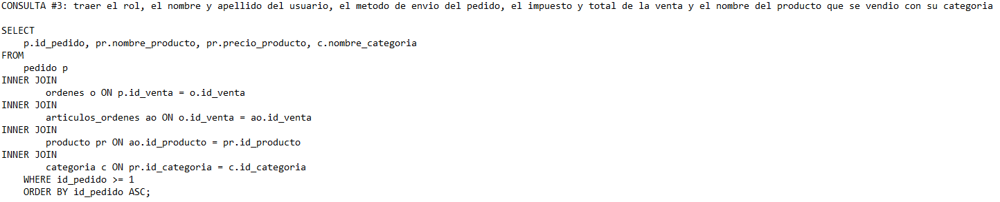 CONSULTA #3: traer el rol, el nombre y apellido del usuario, el metodo de envio del pedido, el impuesto y total de la venta y el nombre del producto que se vendio con su categoria
SELECT
p.id_pedido, pr.nombre_producto, pr.precio_producto, c.nombre_categoria
FROM
pedido p
INNER JOIN
ordenes o ON p.id_venta = o.id_venta
INNER JOIN
articulos_ordenes ao ON o.id_venta = ao.id_venta
INNER JOIN
producto pr ON ao.id_producto = pr.id_producto
INNER JOIN
categoria c ON pr.id_categoria = c.id_categoria
WHERE id_pedido >= 1
ORDER BY id_pedido ASC;